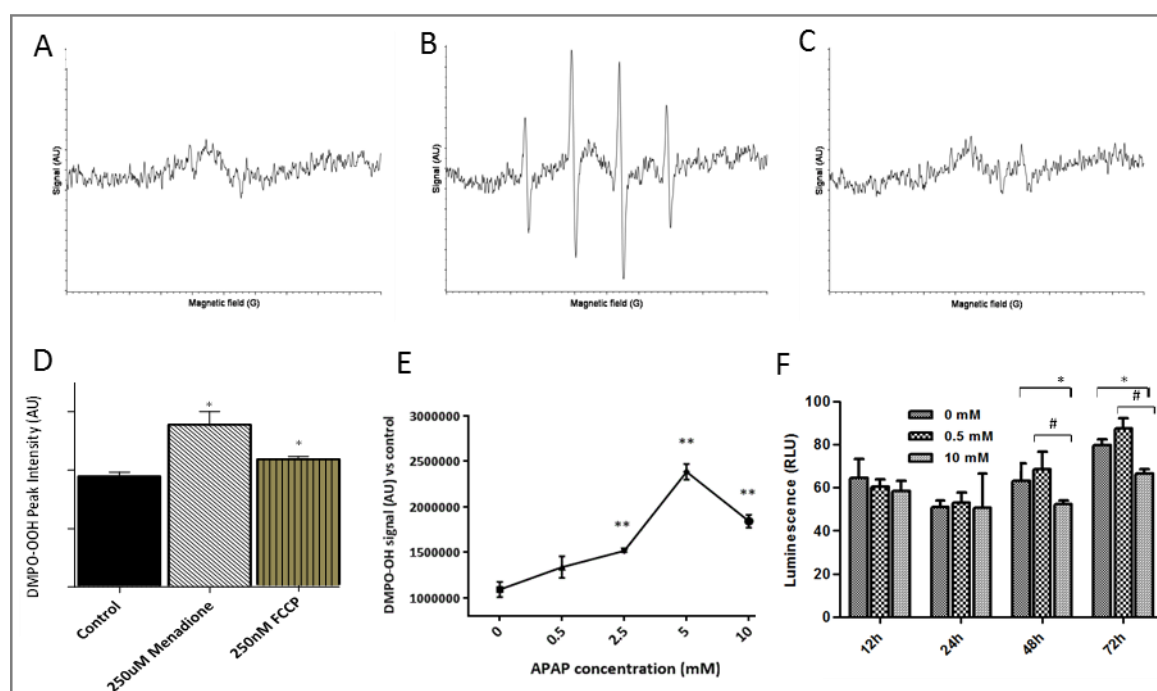 A
B
C
Signal (AU)
Signal (AU)
Signal (AU)
Magnetic field (G)
Magnetic field (G)
Magnetic field (G)
D
DMPO-OOH Peak Intensity (AU)
*
*
Control
250uM Menadione
250nM FCCP
E
DMPO-OH signal (AU) vs control
3000000
2500000
2000000
1500000
1000000
**
**
**
0
0.5
2.5
5
10
APAP concentration (mM)
F
Luminescence (RLU)
100
80
60
40
20
0
0 mM
0.5 mM
10 mM
*
#
*
#
12h
24h
48h
72h